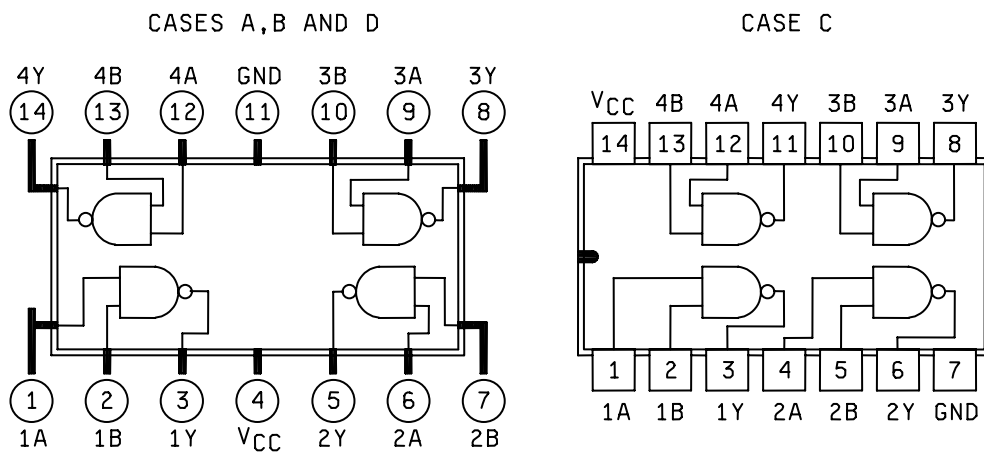 CASES A,B AND D
4Y 4B 4A GND 3B 3A 3Y
14 13 12 11 10 9 8
1 2 3 4 5 6 7
1A 1B 1Y VCC 2Y 2A 2B
CASE C
VCC 4B 4A 4Y 3B 3A 3Y
14 13 12 11 10 9 8
1 2 3 4 5 6 7
1A 1B 1Y 2A 2B 2Y GND